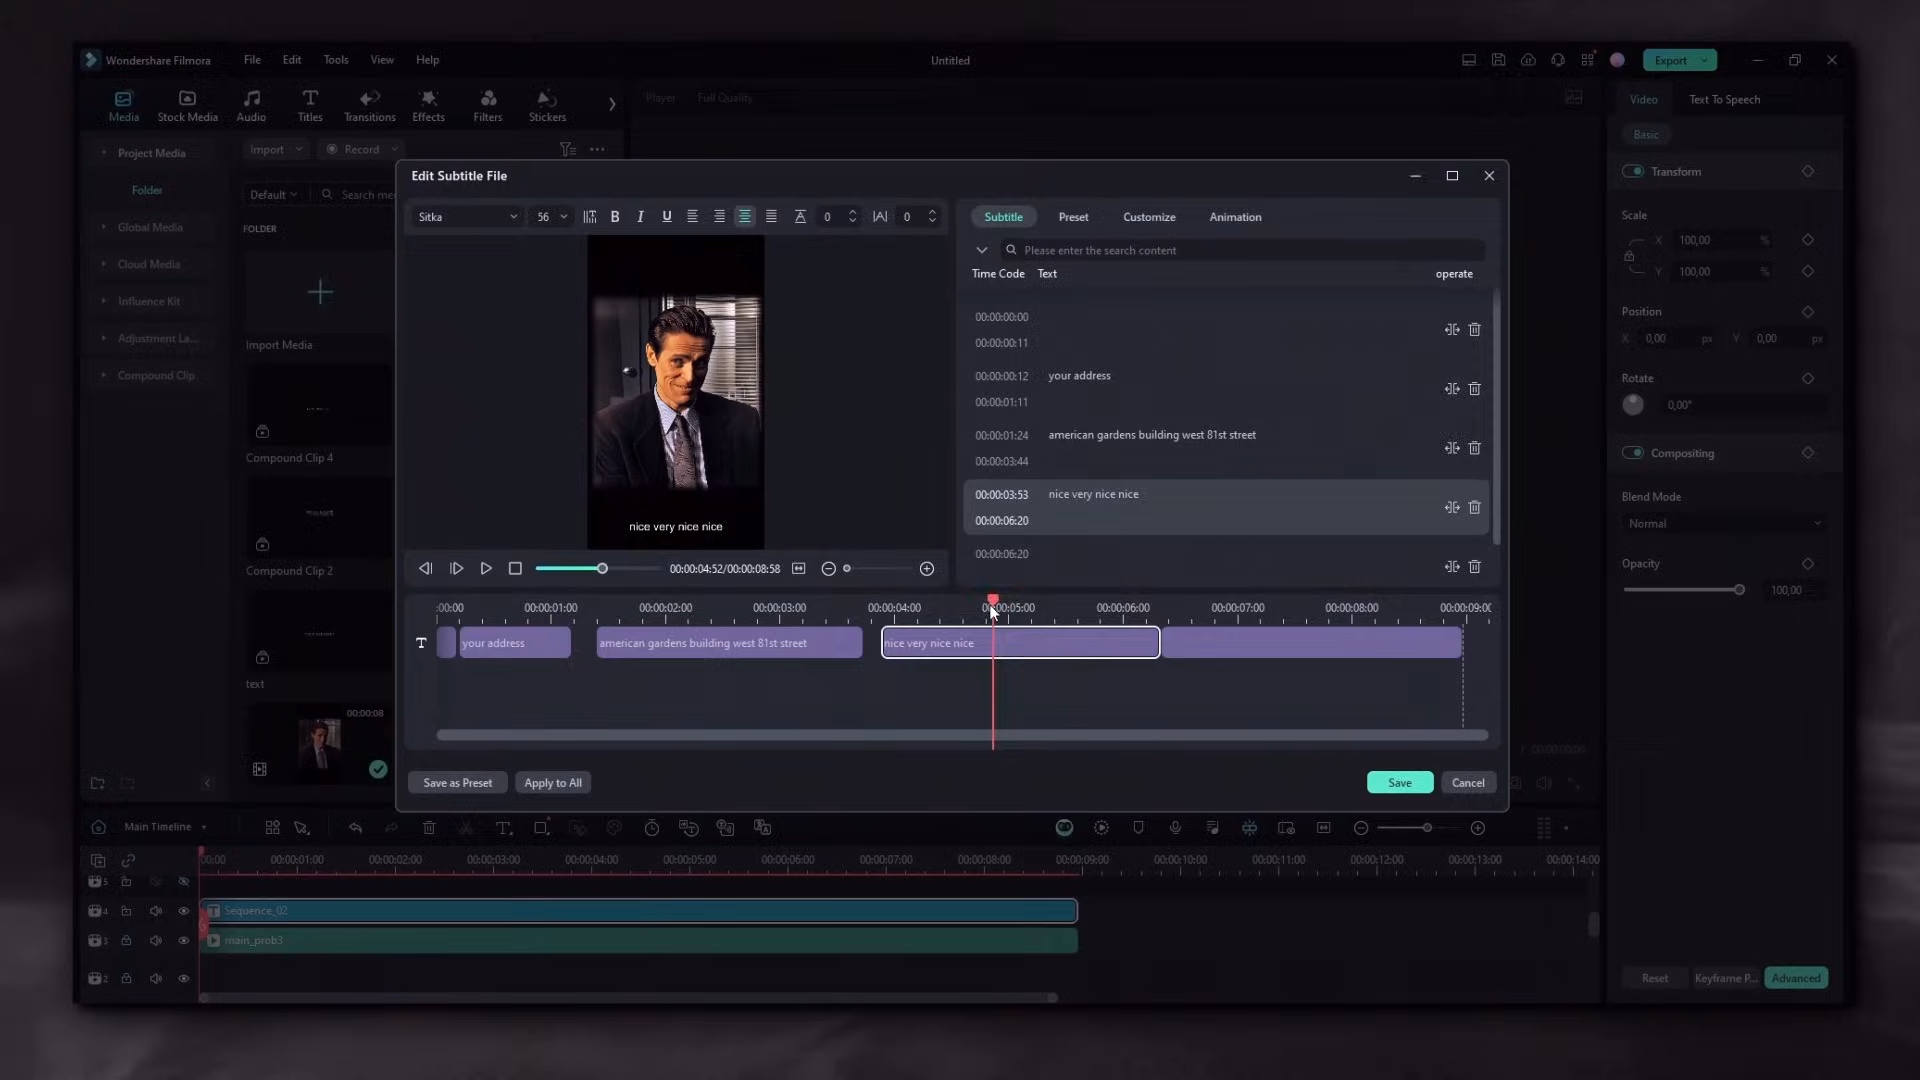 Wondershare Filmora File Edit Tools View Help Untitled Export
Media Stock Media Audio Titles Transitions Effects Filters Stickers
Player Full Quality
Video Text To Speech
Basic
Project Media
Import Record
Folder
Default Search me
Global Media
FOLDER
Cloud Media
Influence Kit
Adjustment La...
Compound Clip
Import Media
Compound Clip 4
Compound Clip 2
text
00:00:08
Edit Subtitle File
Sitka 56 B I U 0 0
nice very nice nice
00:00:04:52/00:00:08:58
Subtitle Preset Customize Animation
Please enter the search content
Time Code Text operate
00:00:00:00
00:00:00:11
00:00:00:12 your address
00:00:01:11
00:00:01:24 american gardens building west 81st street
00:00:03:44
00:00:03:53 nice very nice nice
00:00:06:20
00:00:06:20
:00:00 00:00:01:00 00:00:02:00 00:00:03:00 00:00:04:00 00:00:05:00 00:00:06:00 00:00:07:00 00:00:08:00 00:00:09:0
T your address american gardens building west 81st street nice very nice nice
Save as Preset Apply to All Save Cancel
Transform
Scale
X 100,00 %
Y 100,00 %
Position
X 0,00 px Y 0,00 px
Rotate
0,00°
Compositing
Blend Mode
Normal
Opacity
100,00
Reset Keyframe P... Advanced
Main Timeline
00:00 00:00:01:00 00:00:02:00 00:00:03:00 00:00:04:00 00:00:05:00 00:00:06:00 00:00:07:00 00:00:08:00 00:00:09:00 00:00:10:00 00:00:11:00 00:00:12:00 00:00:13:00 00:00:14:00
5
4 Sequence_02
3 main_prob3
2